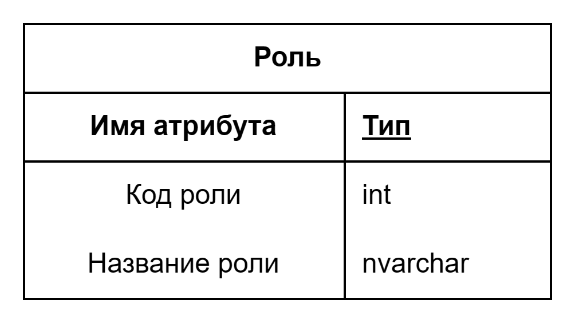 Роль
Имя атрибута Тип
Код роли int
Название роли nvarchar